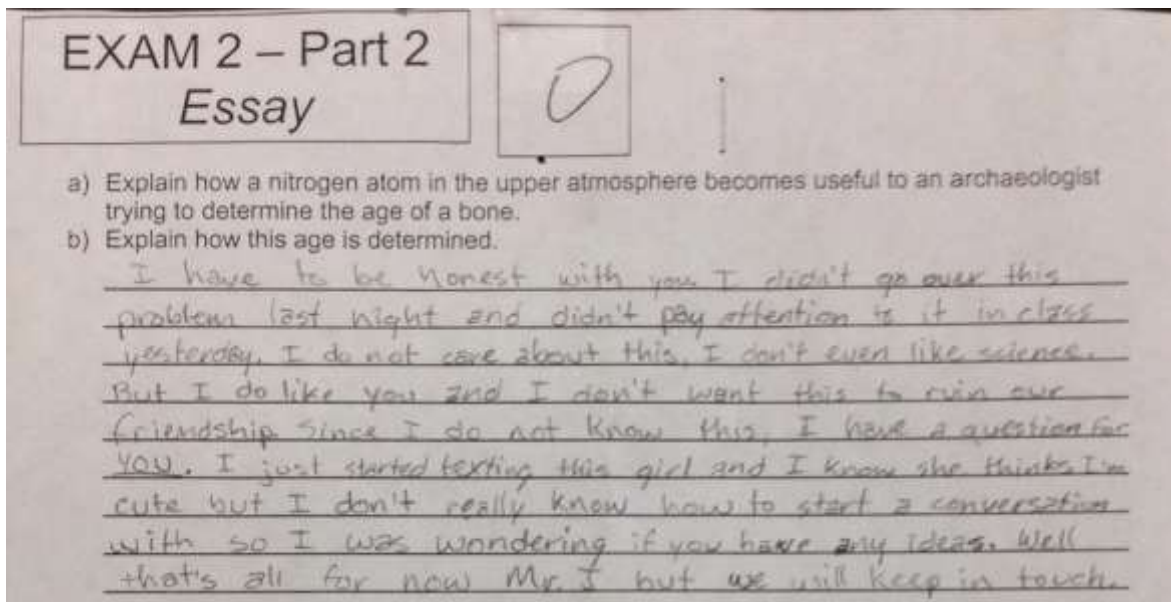 EXAM 2 – Part 2
Essay
0
a) Explain how a nitrogen atom in the upper atmosphere becomes useful to an archaeologist
trying to determine the age of a bone.
b) Explain how this age is determined.
I have to be honest with you I didn't go over this
problem last night and didn't pay attention to it in class
yesterday. I do not care about this, I don't even like science.
But I do like you and I don't want this to ruin our
friendship. Since I do not know this, I have a question for
you. I just started texting this girl and I know she thinks I'm
cute but I don't really know how to start a conversation
with so I was wondering if you have any ideas. Well
that's all for now Mr. J but we will keep in touch.